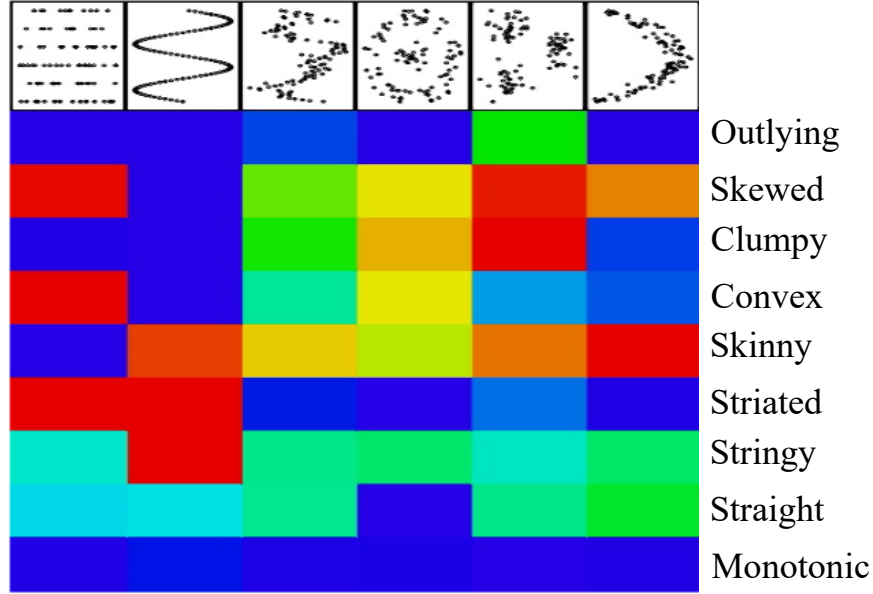 Outlying
Skewed
Clumpy
Convex
Skinny
Striated
Stringy
Straight
Monotonic